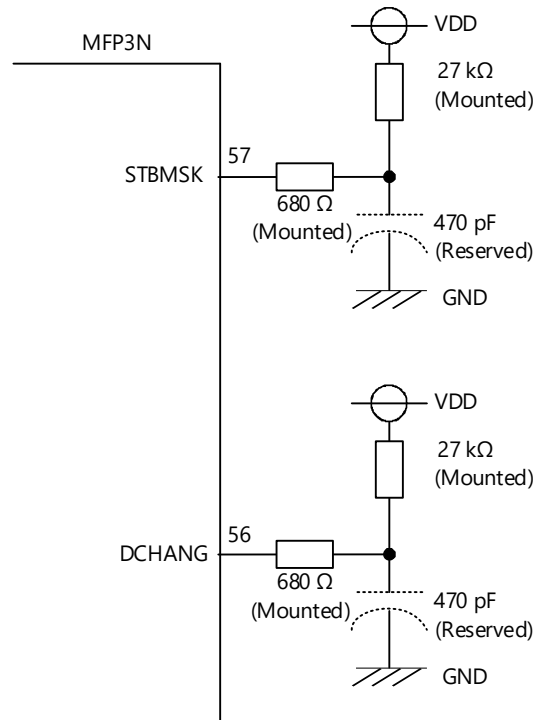 MFP3N
VDD
27 kΩ
(Mounted)
57
STBMSK
680 Ω
(Mounted)
470 pF
(Reserved)
GND
VDD
27 kΩ
(Mounted)
56
DCHANG
680 Ω
(Mounted)
470 pF
(Reserved)
GND